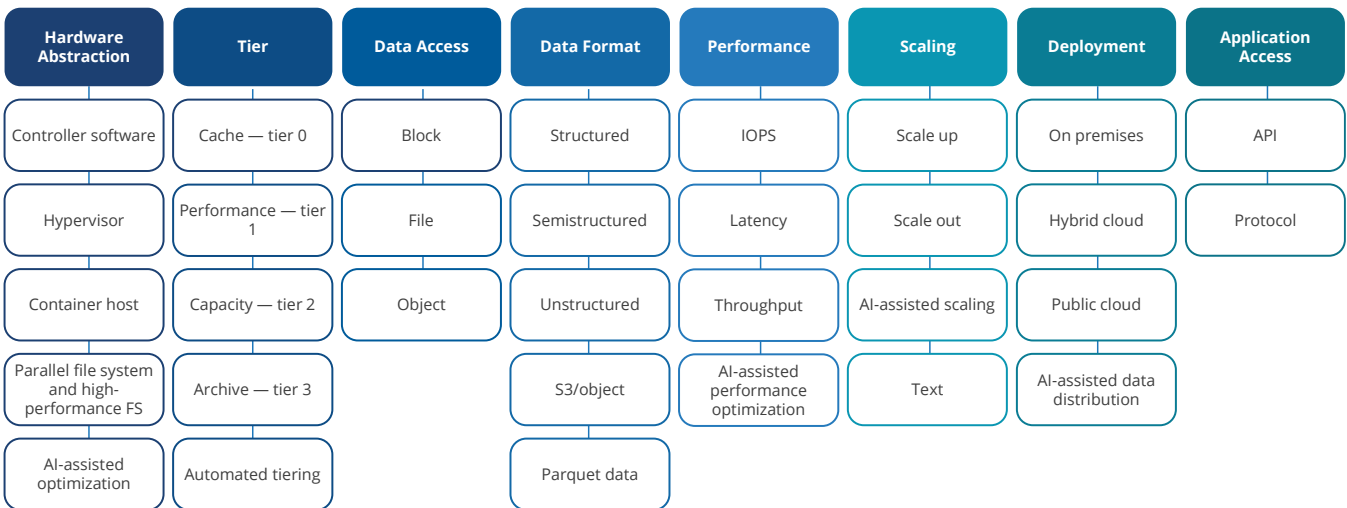 Hardware
Abstraction
Tier
Data Access
Data Format
Performance
Scaling
Deployment
Application
Access
Controller software
Cache — tier 0
Block
Structured
IOPS
Scale up
On premises
API
Hypervisor
Performance — tier
1
File
Semistructured
Latency
Scale out
Hybrid cloud
Protocol
Container host
Capacity — tier 2
Object
Unstructured
Throughput
AI-assisted scaling
Public cloud
Parallel file system
and high-
performance FS
Archive — tier 3
S3/object
AI-assisted
performance
optimization
Text
AI-assisted data
distribution
AI-assisted
optimization
Automated tiering
Parquet data